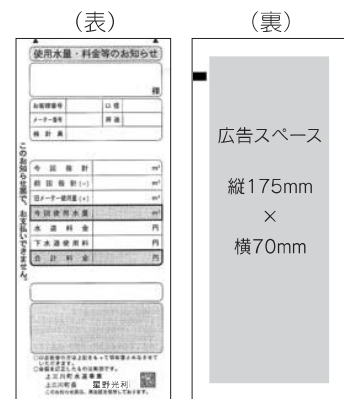 （表）
使用水量・料金等のお知らせ
様
お客様番号
口径
メーター番号
用途
検針員
このお知らせ票で、お支払いできません。
今回指針 m³
前回指針(-) m³
旧メーター使用量(+) m³
今回使用水量 m³
水道料金 円
下水道使用料 円
合計料金 円
上三川町水道事業
上三川町長 星野光利
（裏）
広告スペース
縦175mm
×
横70mm